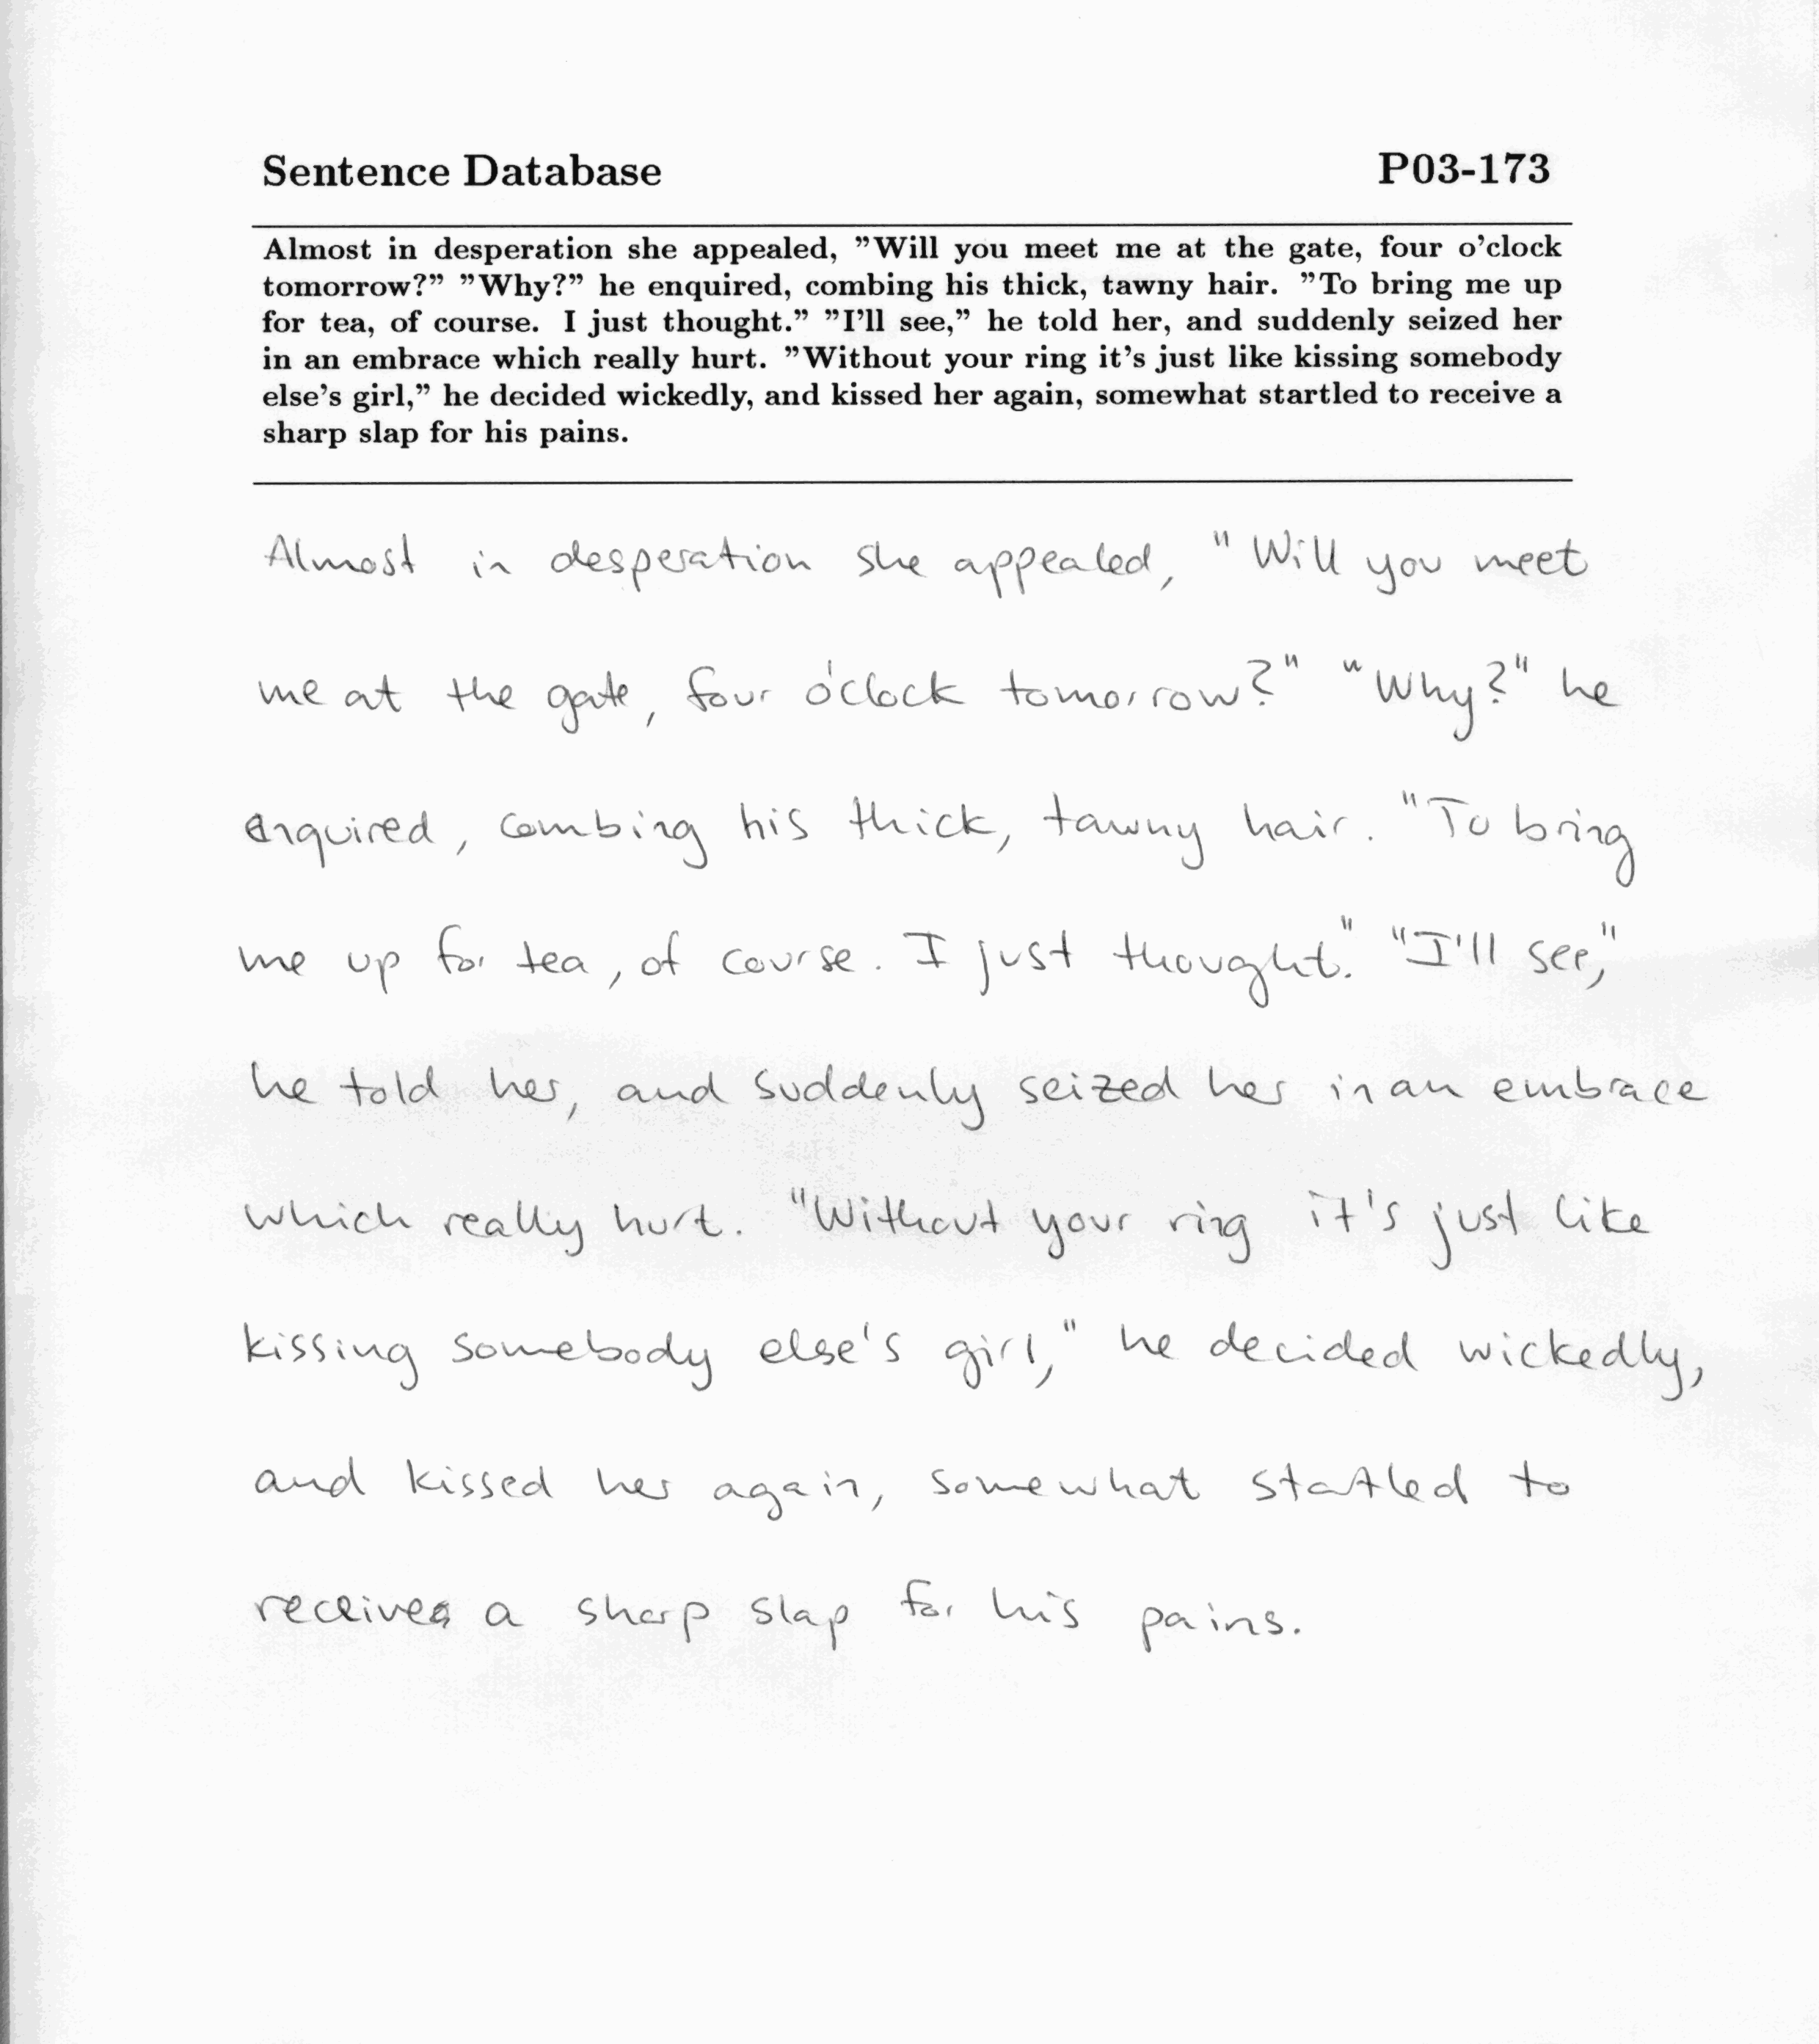 Sentence Database P03-173
Almost in desperation she appealed, ”Will you meet me at the gate, four o’clock
tomorrow?” ”Why?” he enquired, combing his thick, tawny hair. ”To bring me up
for tea, of course. I just thought.” ”I’ll see,” he told her, and suddenly seized her
in an embrace which really hurt. ”Without your ring it’s just like kissing somebody
else’s girl,” he decided wickedly, and kissed her again, somewhat startled to receive a
sharp slap for his pains.
Almost in desperation she appealed, "Will you meet
me at the gate, four o'clock tomorrow?" "Why?" he
enquired, combing his thick, tawny hair. "To bring
me up for tea, of course. I just thought." "I'll see,"
he told her, and suddenly seized her in an embrace
which really hurt. "Without your ring it's just like
kissing somebody else's girl," he decided wickedly,
and kissed her again, somewhat startled to
receive a sharp slap for his pains.